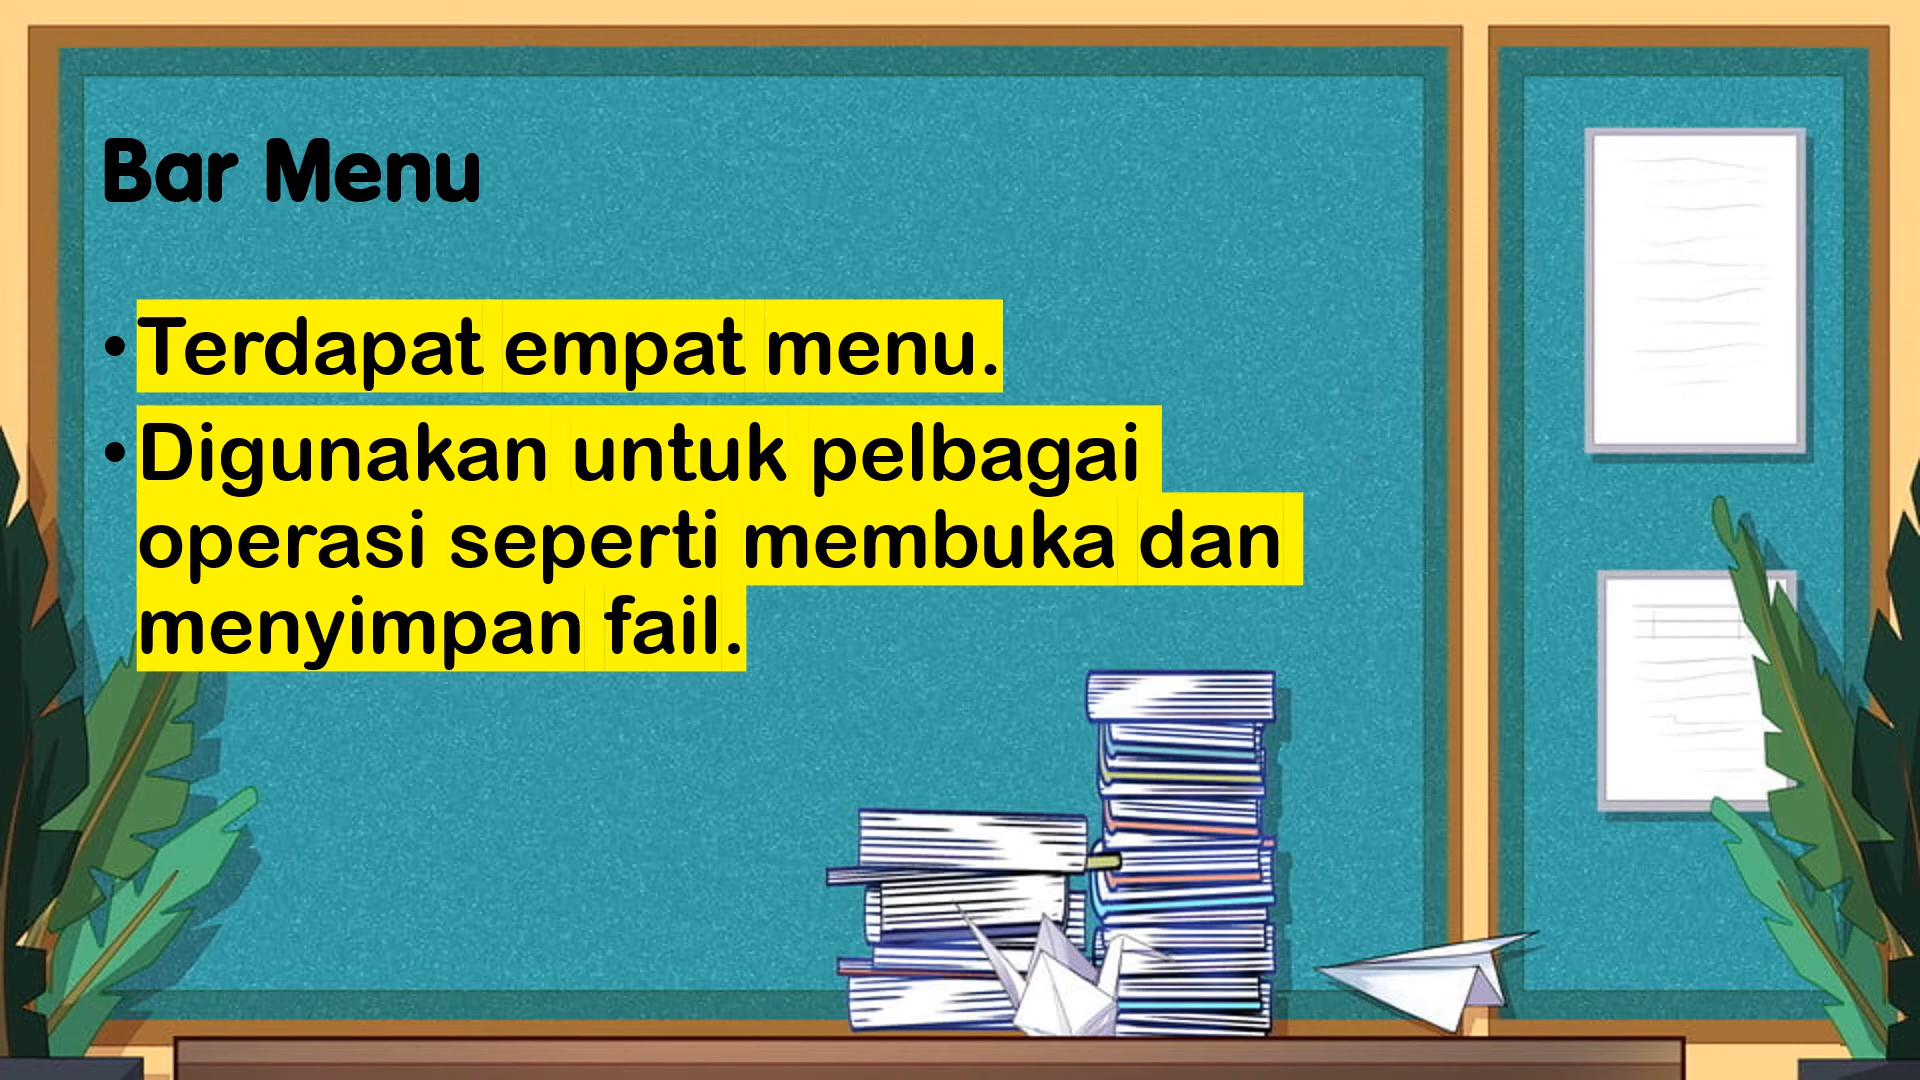 Bar Menu
• Terdapat empat menu.
• Digunakan untuk pelbagai
operasi seperti membuka dan
menyimpan fail.